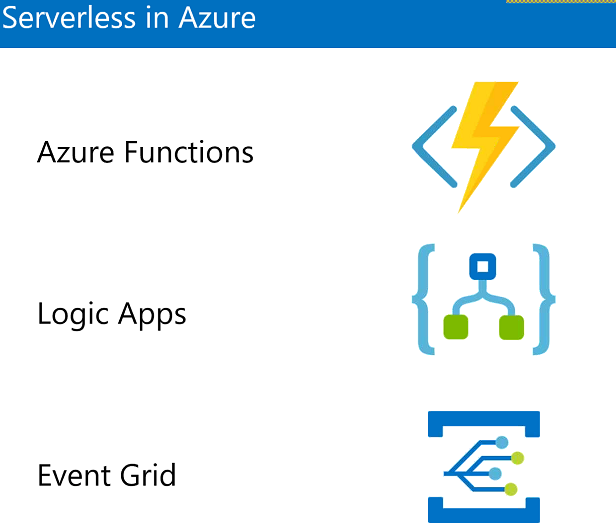 Serverless in Azure
Azure Functions
Logic Apps
Event Grid